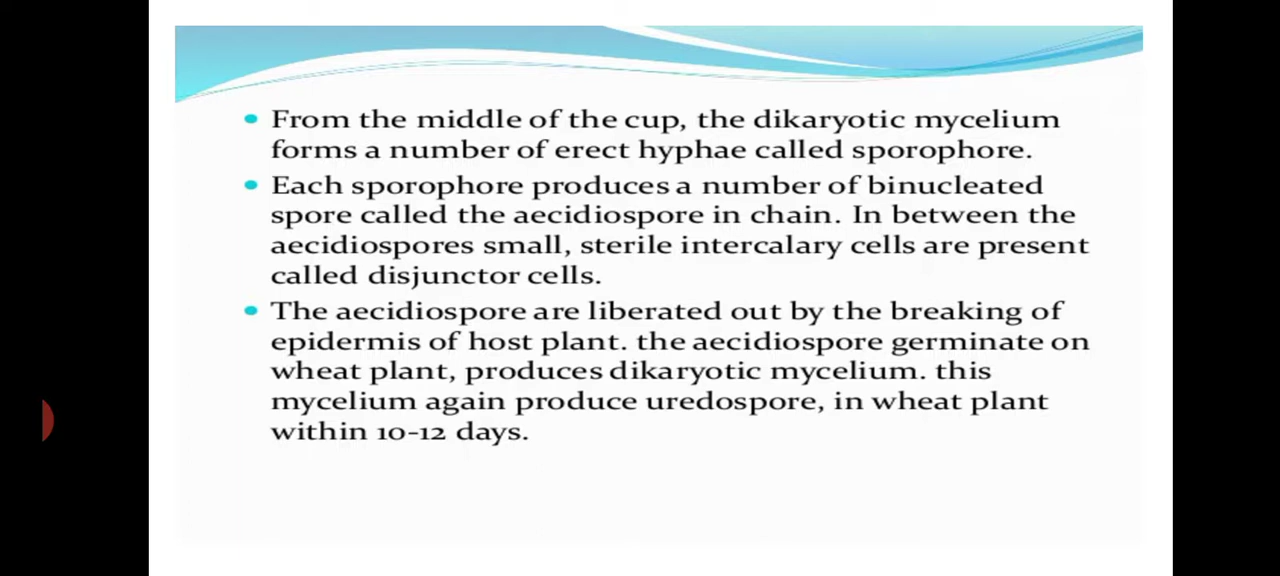 From the middle of the cup, the dikaryotic mycelium
forms a number of erect hyphae called sporophore.
Each sporophore produces a number of binucleated
spore called the aecidiospore in chain. In between the
aecidiospores small, sterile intercalary cells are present
called disjunctor cells.
The aecidiospore are liberated out by the breaking of
epidermis of host plant. the aecidiospore germinate on
wheat plant, produces dikaryotic mycelium. this
mycelium again produce uredospore, in wheat plant
within 10-12 days.